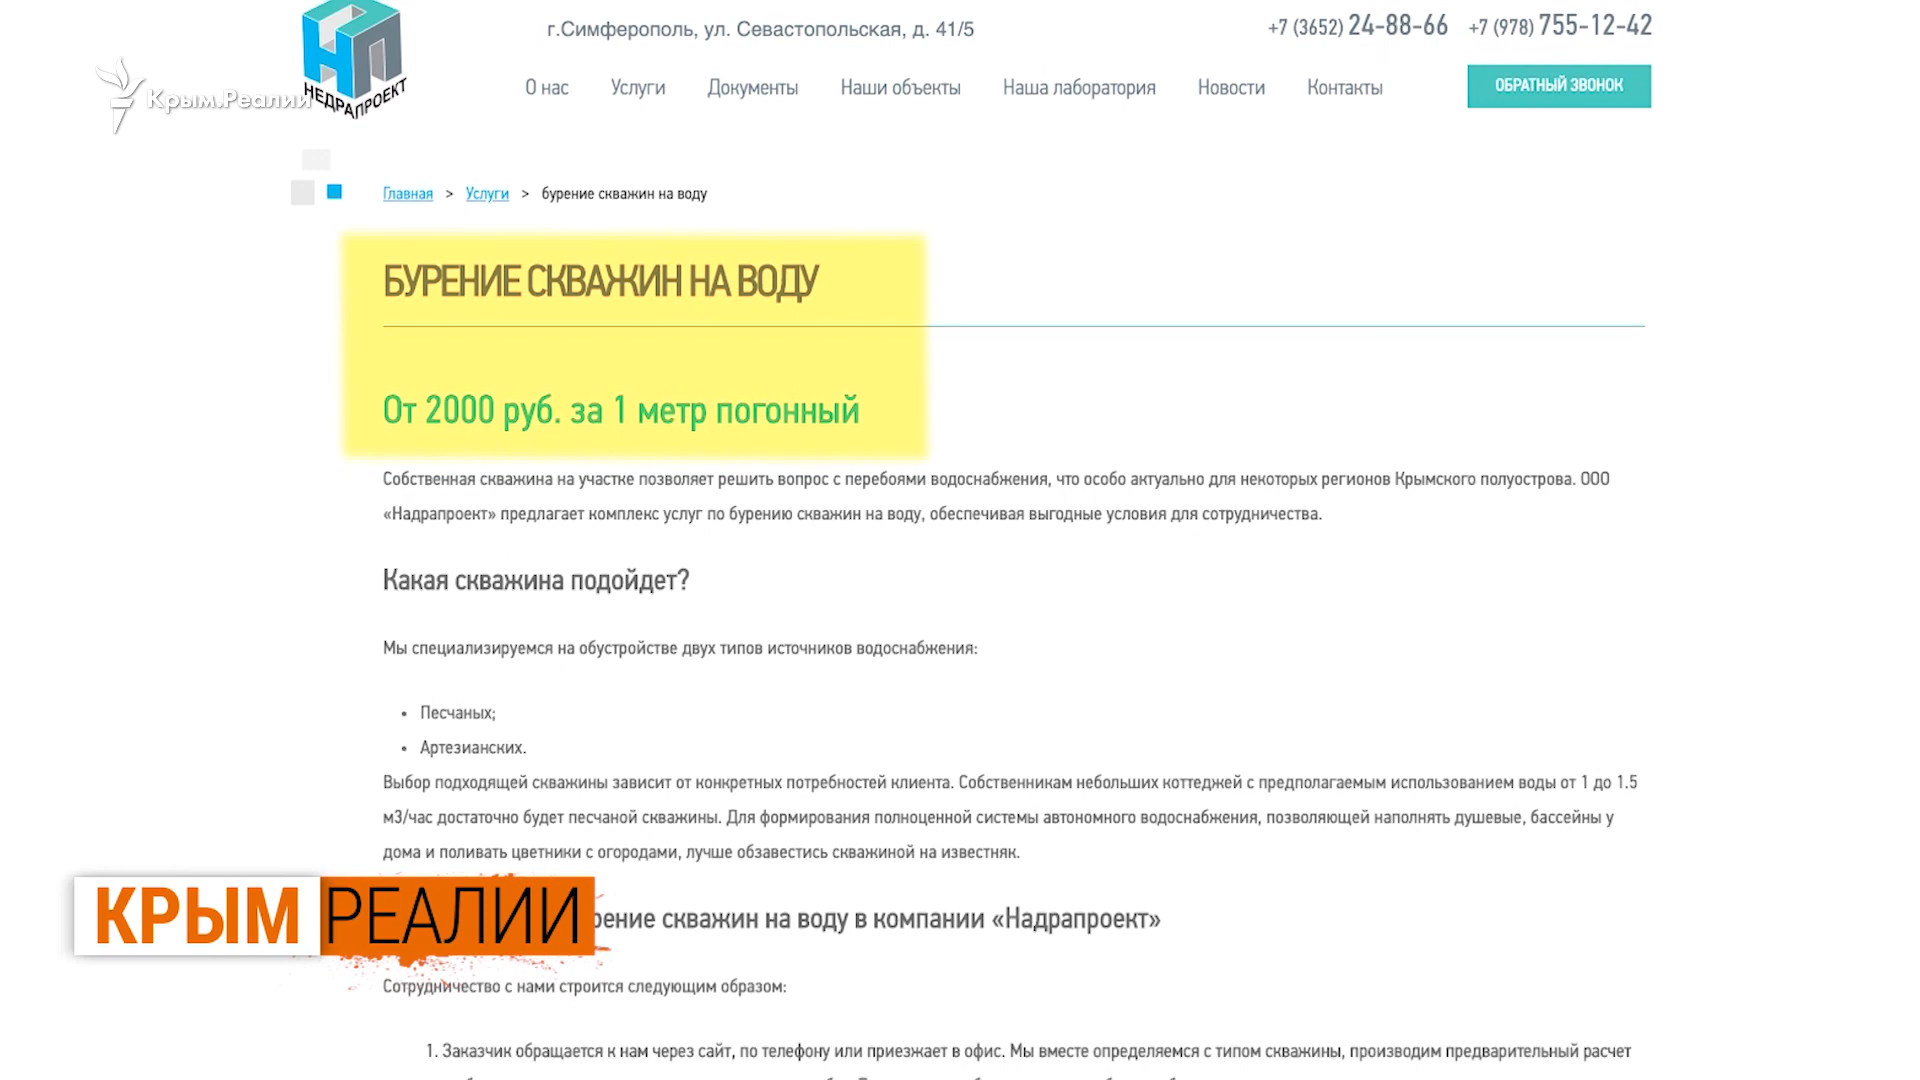 г.Симферополь, ул. Севастопольская, д. 41/5
+7 (3652) 24-88-66 +7 (978) 755-12-42
НЕДРАПРОЕКТ
Крым.Реалии
О нас Услуги Документы Наши объекты Наша лаборатория Новости Контакты
ОБРАТНЫЙ ЗВОНОК
Главная > Услуги > бурение скважин на воду
БУРЕНИЕ СКВАЖИН НА ВОДУ
От 2000 руб. за 1 метр погонный
Собственная скважина на участке позволяет решить вопрос с перебоями водоснабжения, что особо актуально для некоторых регионов Крымского полуострова. ООО
«Надрапроект» предлагает комплекс услуг по бурению скважин на воду, обеспечивая выгодные условия для сотрудничества.
Какая скважина подойдет?
Мы специализируемся на обустройстве двух типов источников водоснабжения:
• Песчаных;
• Артезианских.
Выбор подходящей скважины зависит от конкретных потребностей клиента. Собственникам небольших коттеджей с предполагаемым использованием воды от 1 до 1.5
м3/час достаточно будет песчаной скважины. Для формирования полноценной системы автономного водоснабжения, позволяющей наполнять душевые, бассейны у
дома и поливать цветники с огородами, лучше обзавестись скважиной на известняк.
КРЫМ РЕАЛИИ
рение скважин на воду в компании «Надрапроект»
Сотрудничество с нами строится следующим образом:
1. Заказчик обращается к нам через сайт, по телефону или приезжает в офис. Мы вместе определяемся с типом скважины, производим предварительный расчет